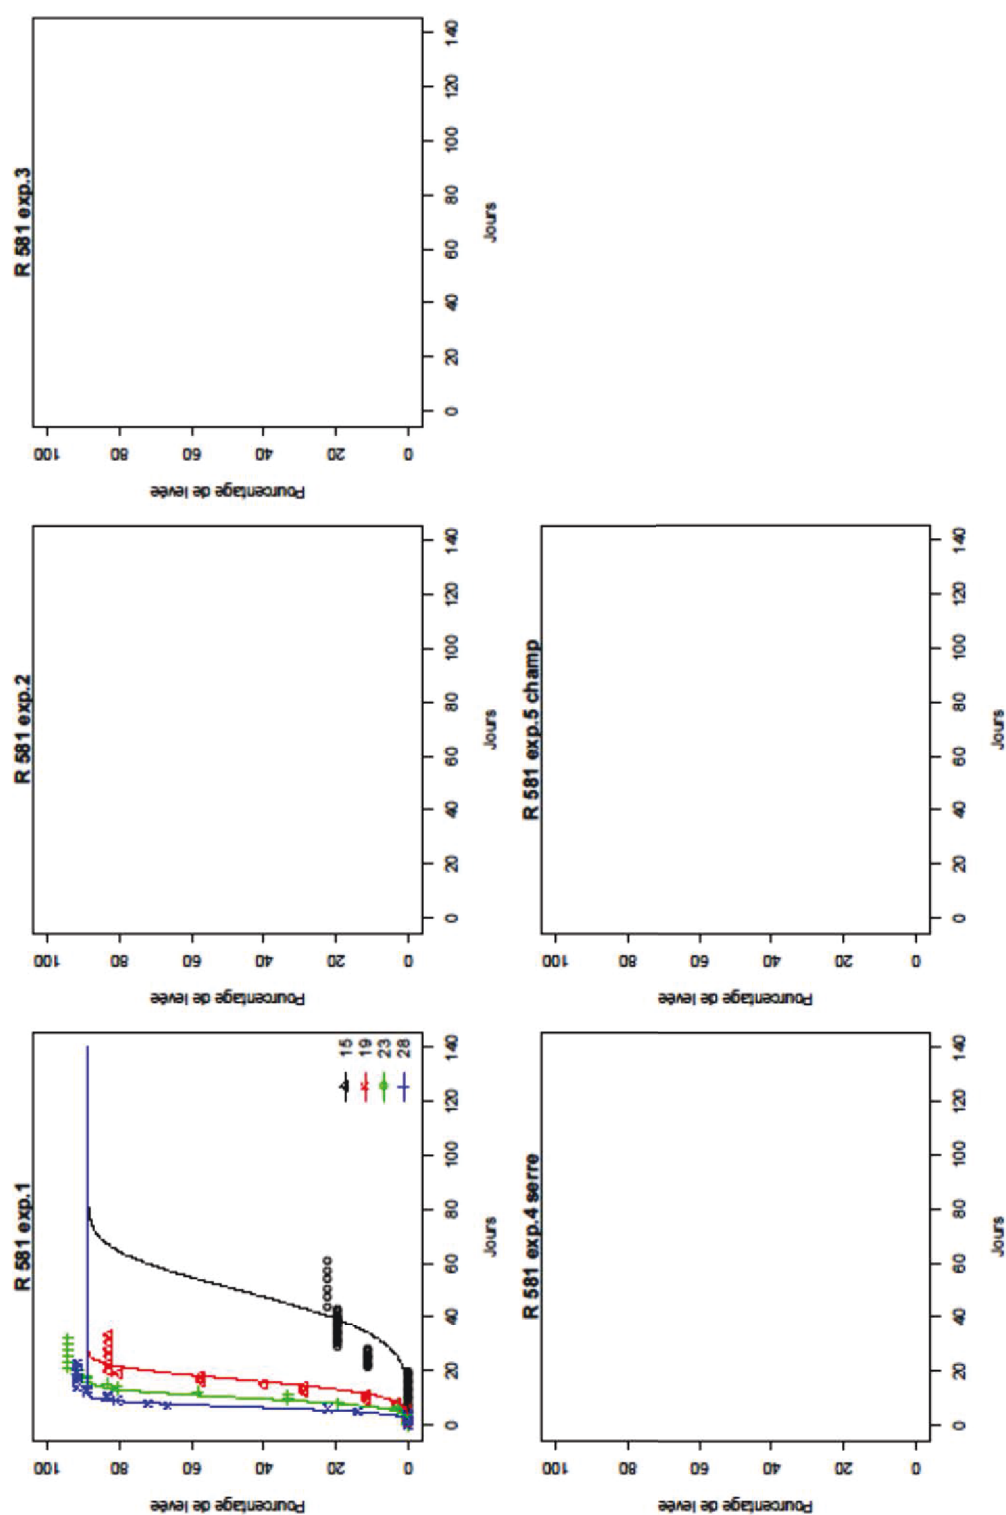 R 581 exp.1
Pourcentage de levée
100
80
60
40
20
0
15
19
23
28
0 20 40 60 80 100 120 140
Jours
R 581 exp.2
Pourcentage de levée
100
80
60
40
20
0
0 20 40 60 80 100 120 140
Jours
R 581 exp.3
Pourcentage de levée
100
80
60
40
20
0
0 20 40 60 80 100 120 140
Jours
R 581 exp.4 serre
Pourcentage de levée
100
80
60
40
20
0
0 20 40 60 80 100 120 140
Jours
R 581 exp.5 champ
Pourcentage de levée
100
80
60
40
20
0
0 20 40 60 80 100 120 140
Jours